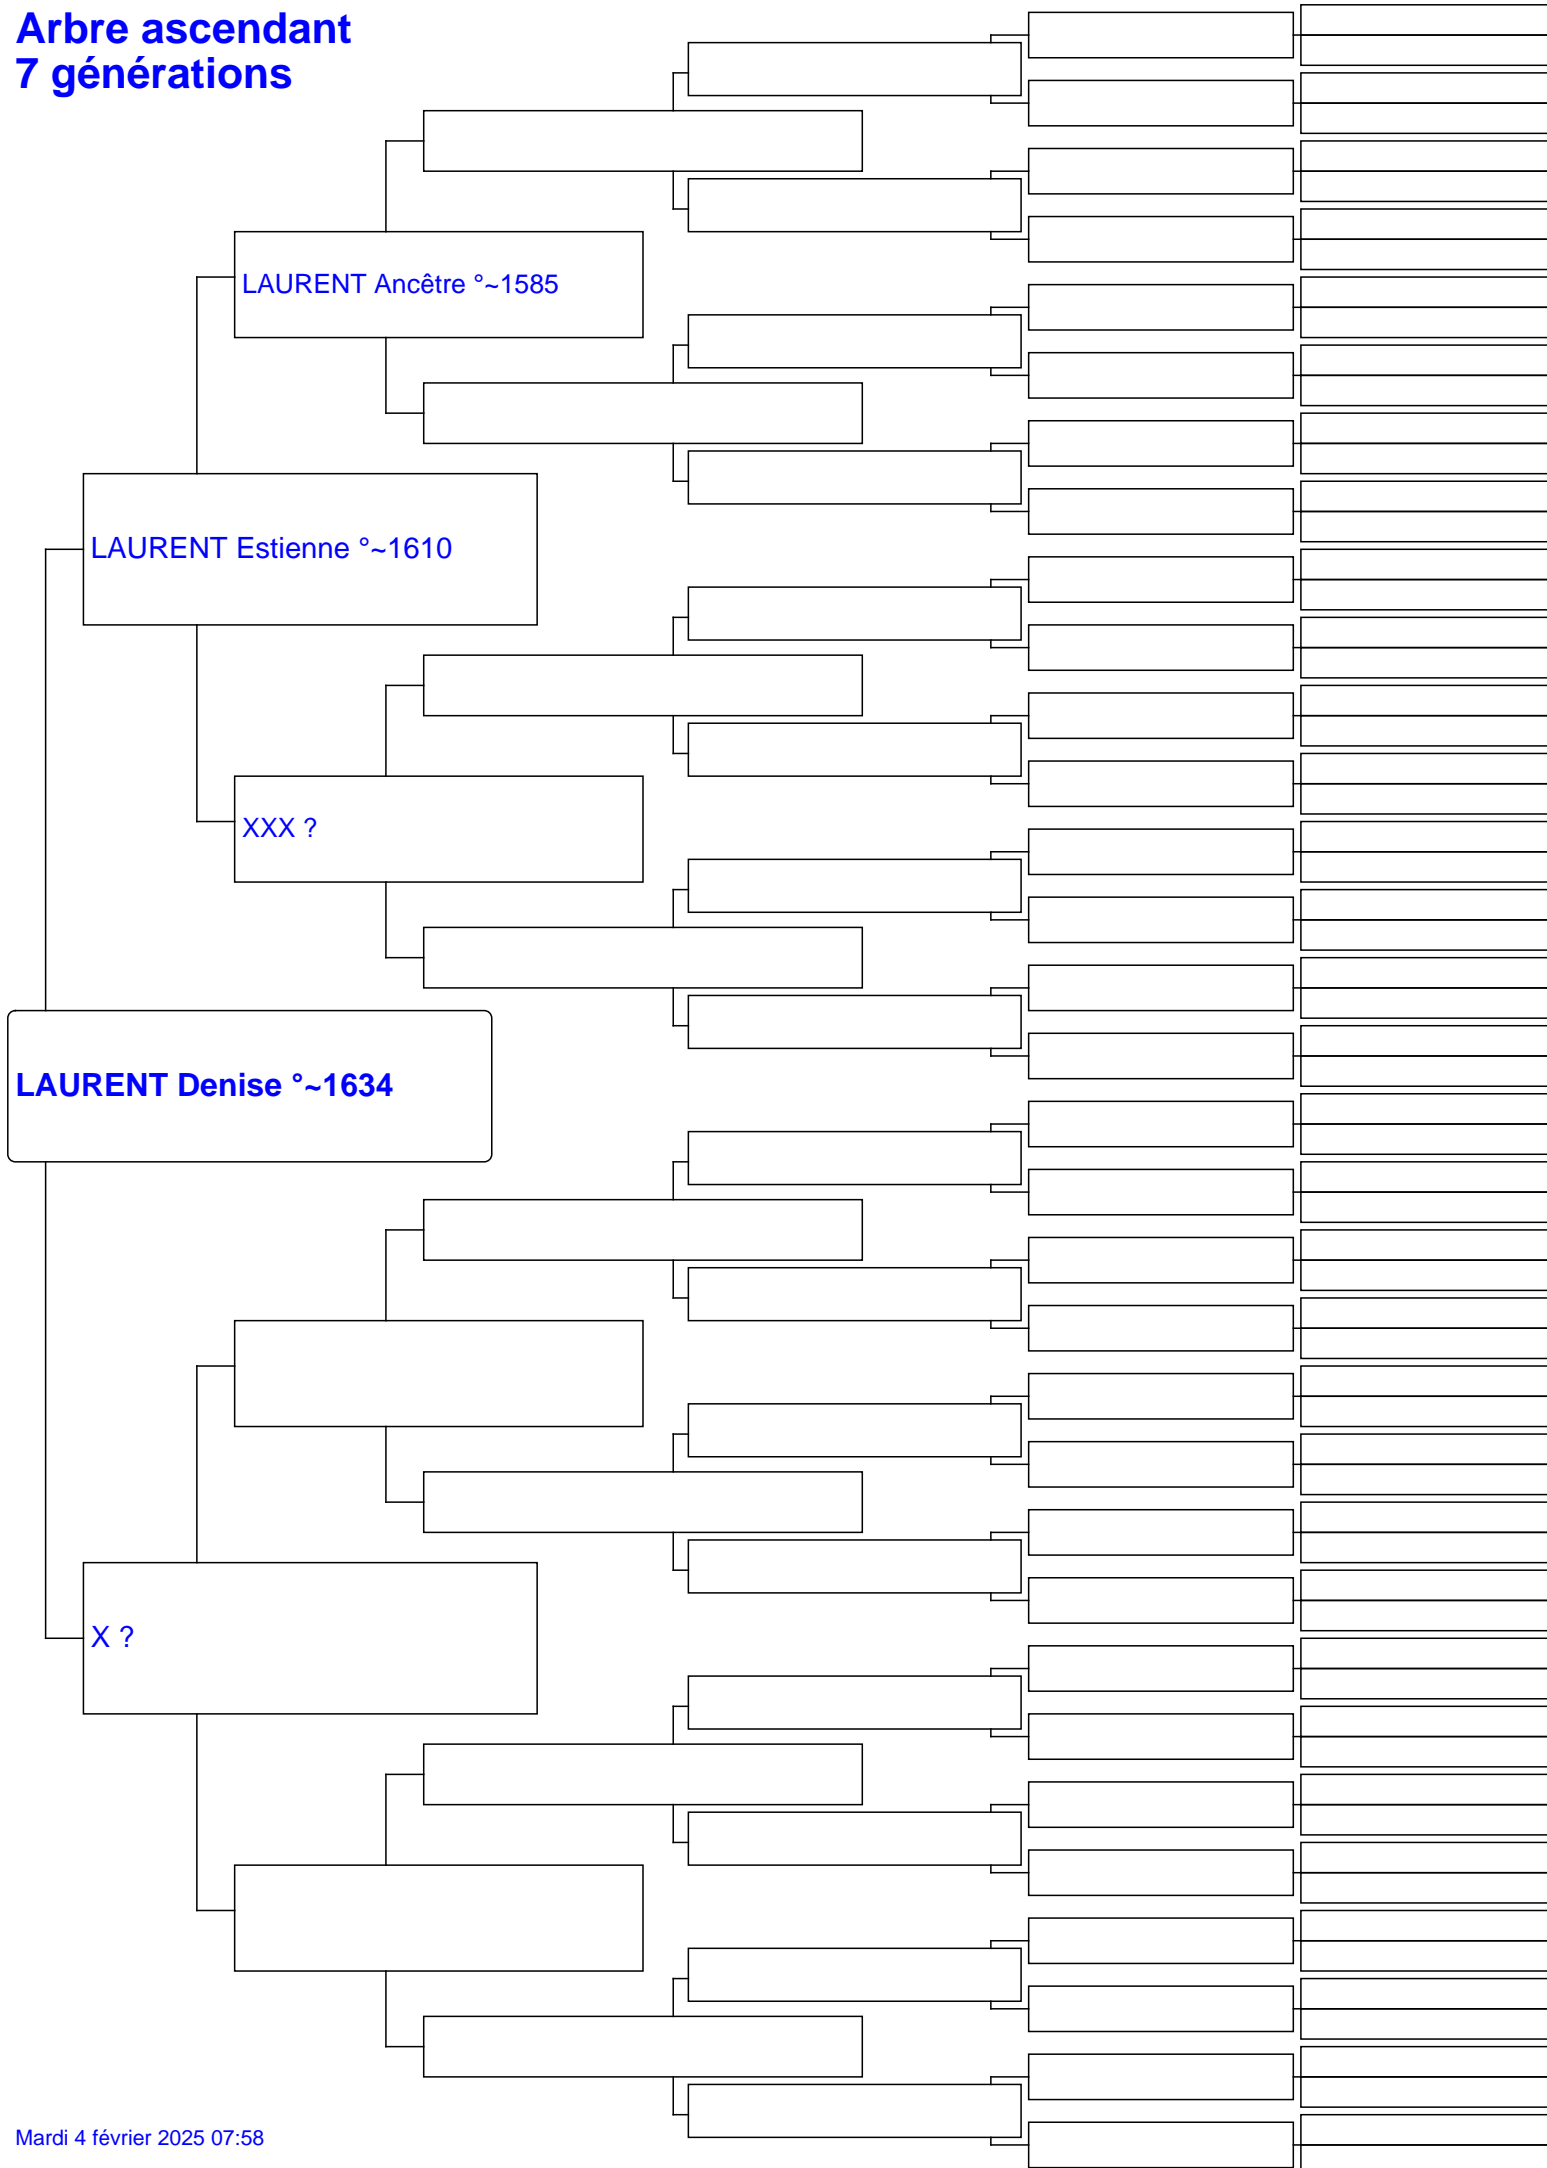 Arbre ascendant
7 générations
LAURENT Ancêtre °~1585
LAURENT Estienne °~1610
XXX ?
LAURENT Denise °~1634
X ?
Mardi 4 février 2025 07:58